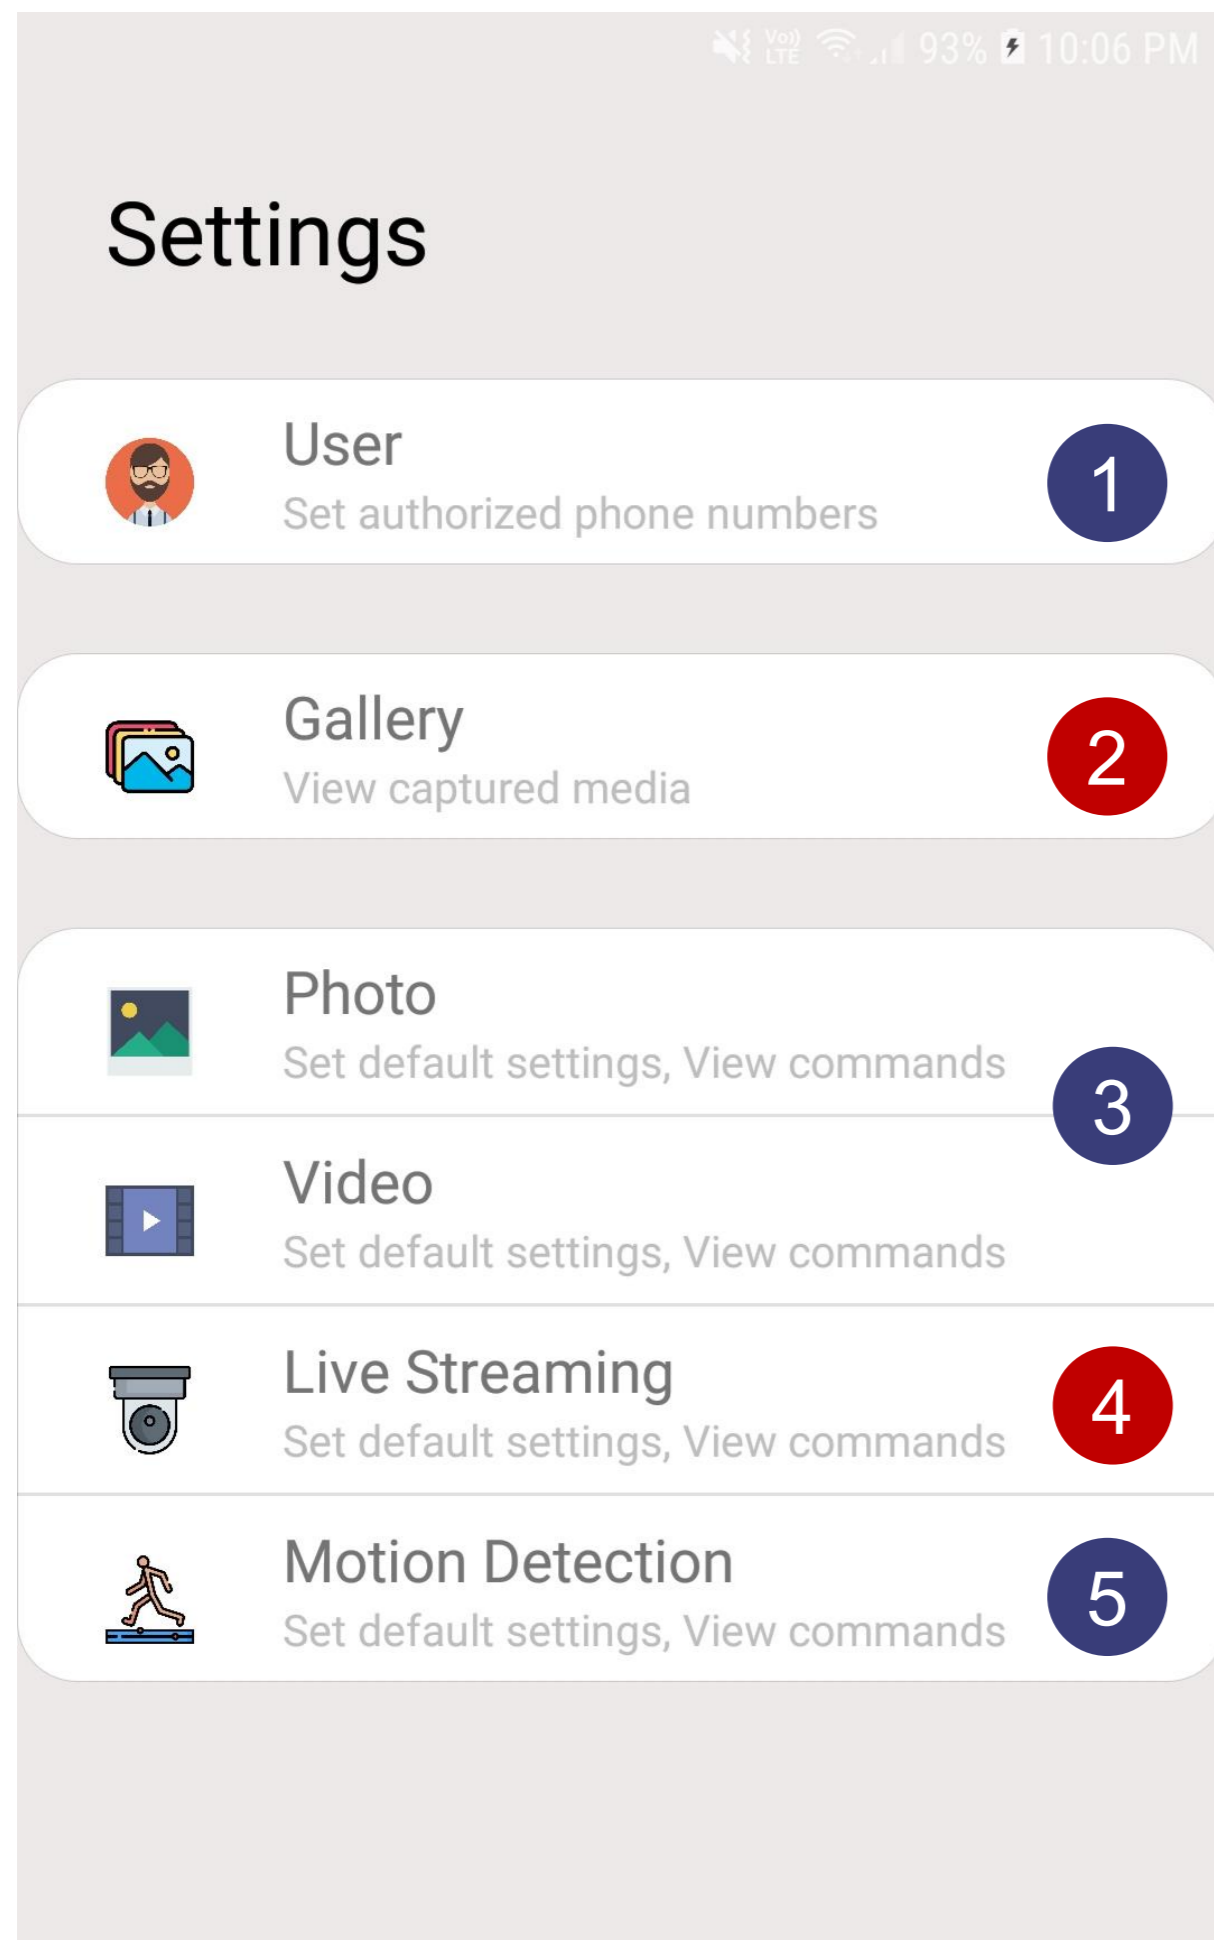 Vo)) LTE 93% 10:06 PM
Settings
User
Set authorized phone numbers
1
Gallery
View captured media
2
Photo
Set default settings, View commands
3
Video
Set default settings, View commands
Live Streaming
Set default settings, View commands
4
Motion Detection
Set default settings, View commands
5